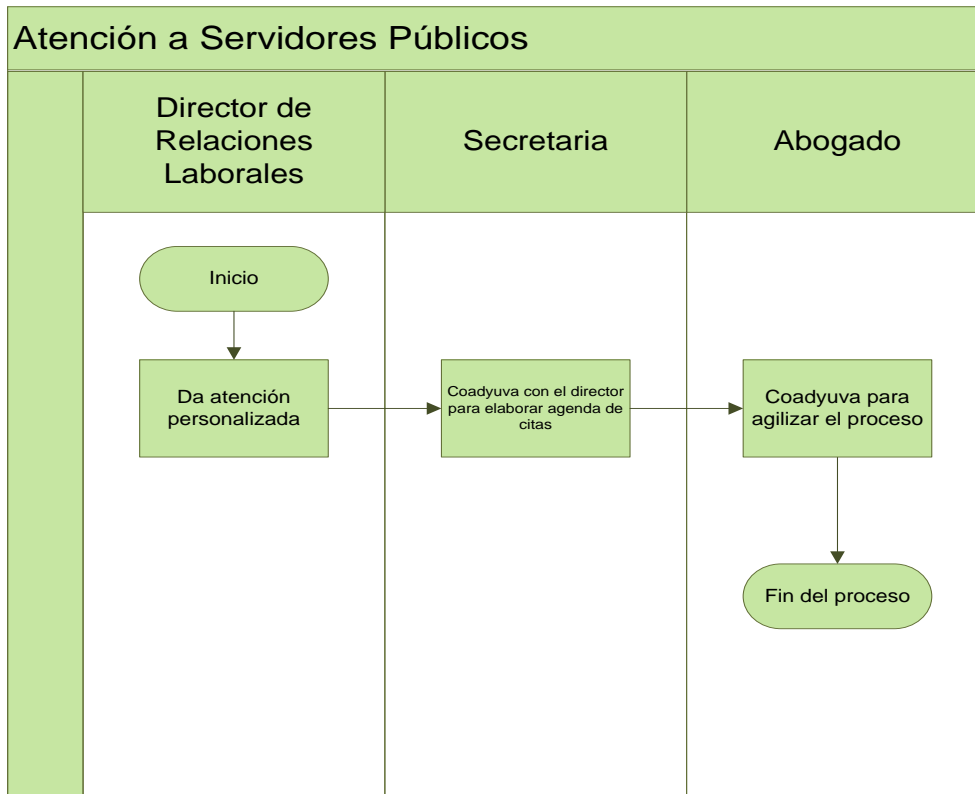 Atención a Servidores Públicos
Director de
Relaciones
Laborales
Secretaria
Abogado
Inicio
Da atención
personalizada
Coadyuva con el director
para elaborar agenda de
citas
Coadyuva para
agilizar el proceso
Fin del proceso